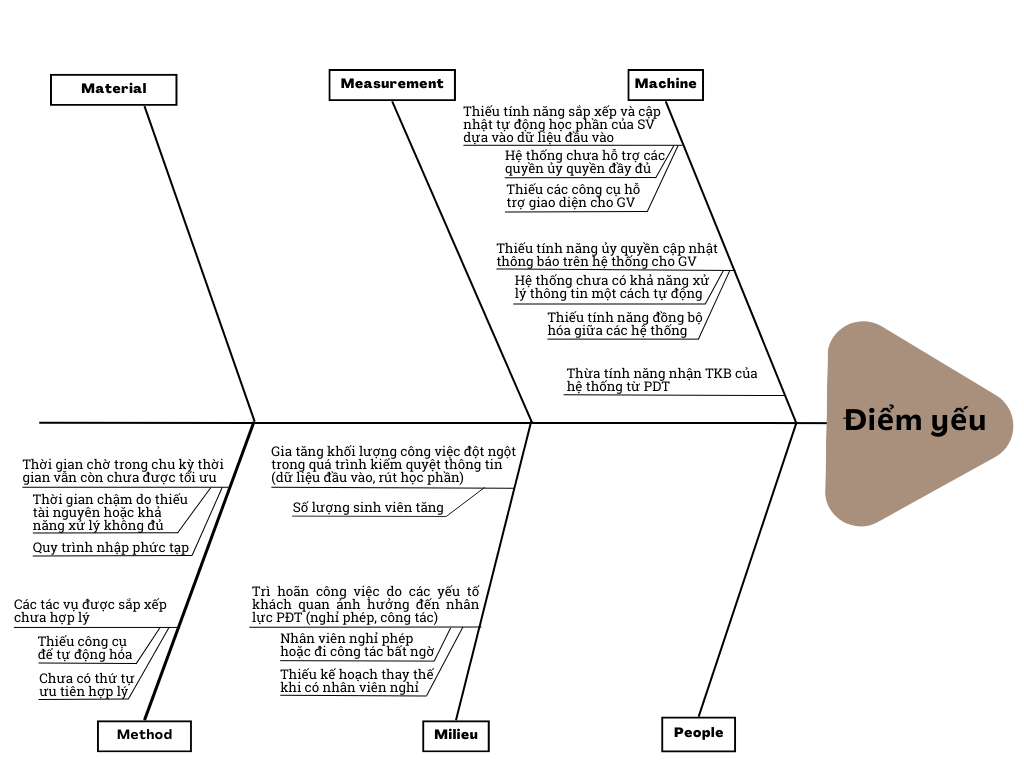 Material
Measurement
Machine
Thiếu tính năng sắp xếp và cập
nhật tự động học phần của SV
dựa vào dữ liệu đầu vào
Hệ thống chưa hỗ trợ các
quyền ủy quyền đầy đủ
Thiếu các công cụ hỗ
trợ giao diện cho GV
Thiếu tính năng ủy quyền cập nhật
thông báo trên hệ thống cho GV
Hệ thống chưa có khả năng xử
lý thông tin một cách tự động
Thiếu tính năng đồng bộ
hóa giữa các hệ thống
Thừa tính năng nhận TKB của
hệ thống từ PDT
Điểm yếu
Thời gian chờ trong chu kỳ thời
gian vẫn còn chưa được tối ưu
Thời gian chậm do thiếu
tài nguyên hoặc khả
năng xử lý không đủ
Quy trình nhập phức tạp
Các tác vụ được sắp xếp
chưa hợp lý
Thiếu công cụ
để tự động hóa
Chưa có thứ tự
ưu tiên hợp lý
Gia tăng khối lượng công việc đột ngột
trong quá trình kiểm quyệt thông tin
(dữ liệu đầu vào, rút học phần)
Số lượng sinh viên tăng
Trì hoãn công việc do các yếu tố
khách quan ảnh hưởng đến nhân
lực PĐT (nghỉ phép, công tác)
Nhân viên nghỉ phép
hoặc đi công tác bất ngờ
Thiếu kế hoạch thay thế
khi có nhân viên nghỉ
Method
Milieu
People